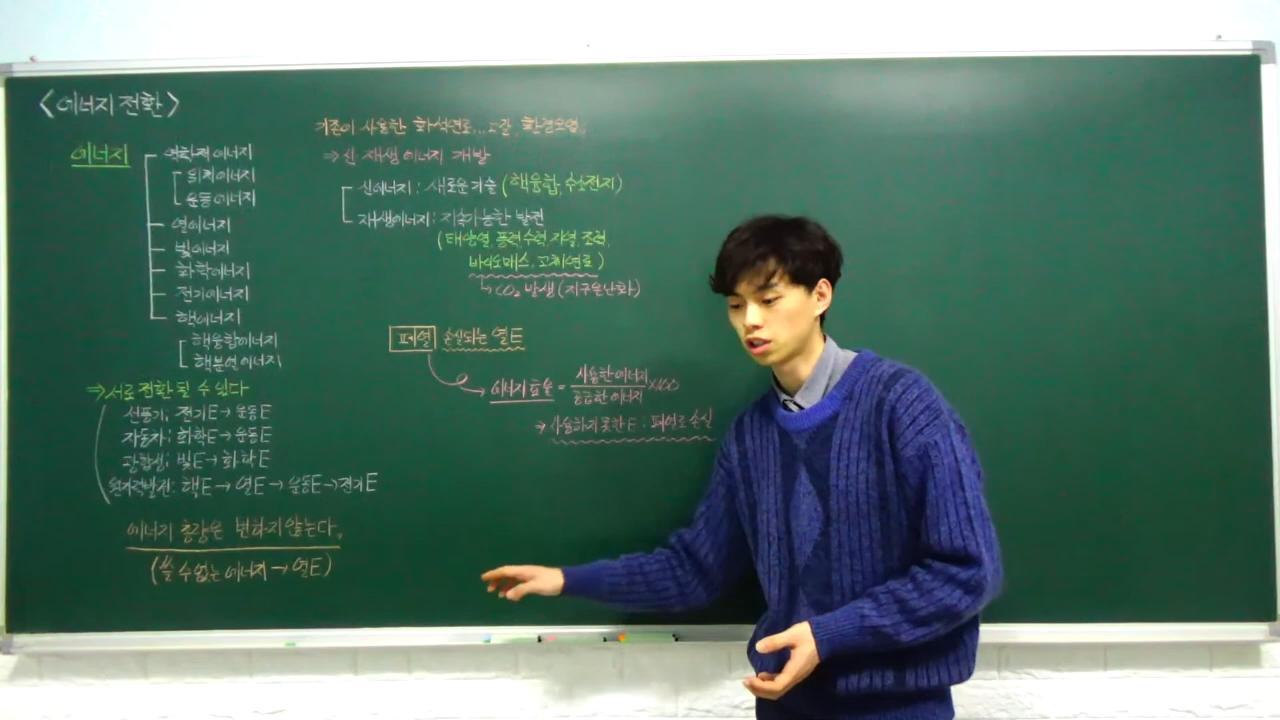 <에너지 전환>
에너지
역학적 에너지
위치에너지
운동에너지
열에너지
빛에너지
화학에너지
전기에너지
핵에너지
핵융합에너지
핵분열에너지
⇒ 서로 전환 될 수 있다
선풍기; 전기E → 운동E
자동차; 화학E → 운동E
광합성; 빛E → 화학E
원자력발전: 핵E → 열E → 운동E → 전기E
에너지 총량은 변하지 않는다.
(쓸 수 없는 에너지 → 열E)
기존에 사용한 화석연료... 고갈, 환경오염.
⇒ 신 재생 에너지 개발
신에너지: 새로운 기술 (핵융합, 수소전지)
재생에너지: 지속가능한 발전
(태양열, 풍력, 수력, 지열, 조력,
바이오매스, 고체연료)
↳ CO₂ 발생 (지구온난화)
폐열 손실되는 열E
에너지 효율 = 사용한 에너지 / 공급한 에너지 ×100
⇒ 사용하지 못한 E: 폐열로 손실